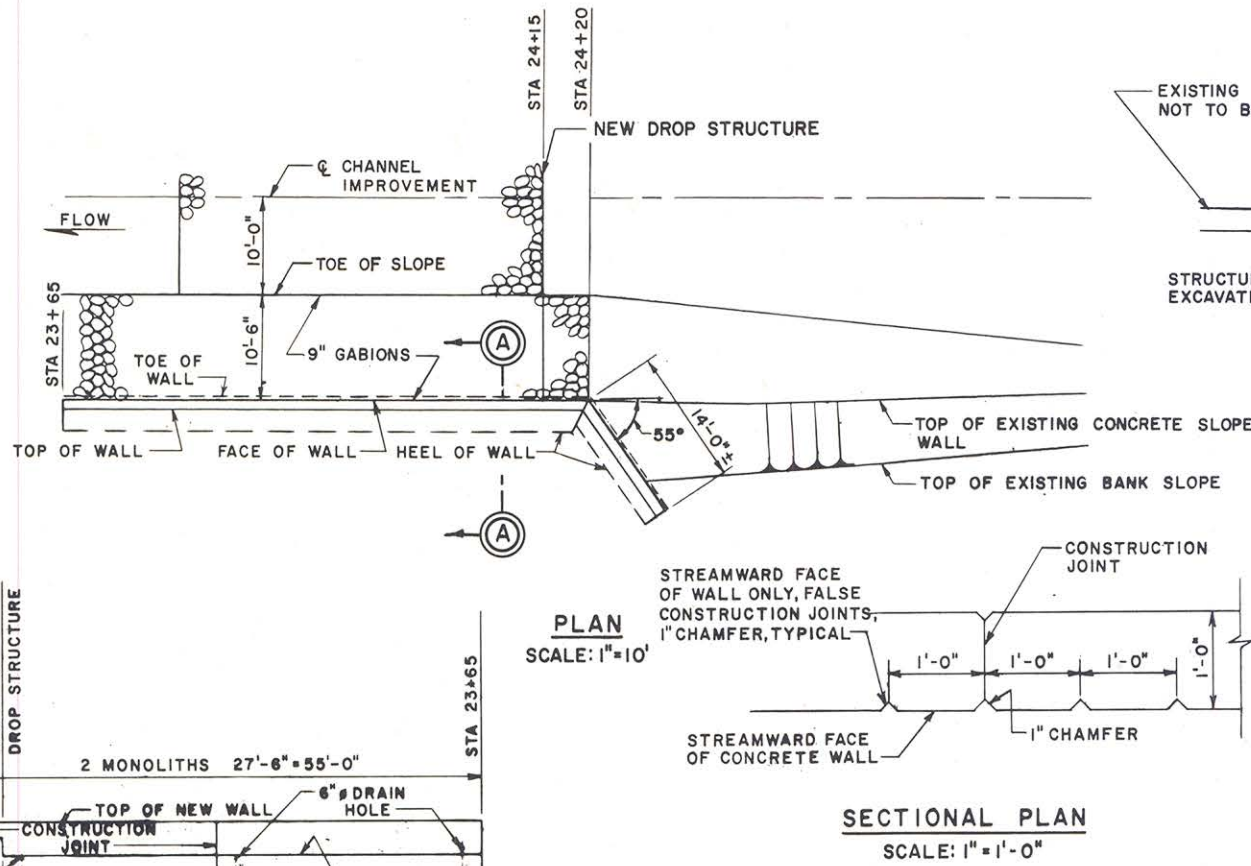 STA 24+15
STA 24+20
NEW DROP STRUCTURE
EXISTING
NOT TO B
℄ CHANNEL
IMPROVEMENT
FLOW
10'-0"
TOE OF SLOPE
STA 23+65
10'-6"
9" GABIONS
A
TOE OF
WALL
14'-0"±
55°
STRUCTU
EXCAVATI
TOP OF WALL
FACE OF WALL
HEEL OF WALL
TOP OF EXISTING CONCRETE SLOPE
WALL
TOP OF EXISTING BANK SLOPE
A
PLAN
SCALE: 1"=10'
STREAMWARD FACE
OF WALL ONLY, FALSE
CONSTRUCTION JOINTS,
1" CHAMFER, TYPICAL
CONSTRUCTION
JOINT
1'-0"
1'-0"
1'-0"
1'-0"
1" CHAMFER
STREAMWARD FACE
OF CONCRETE WALL
SECTIONAL PLAN
SCALE: 1"=1'-0"
DROP STRUCTURE
STA 23+65
2 MONOLITHS 27'-6"=55'-0"
TOP OF NEW WALL
6"ø DRAIN
HOLE
CONSTRUCTION
JOINT